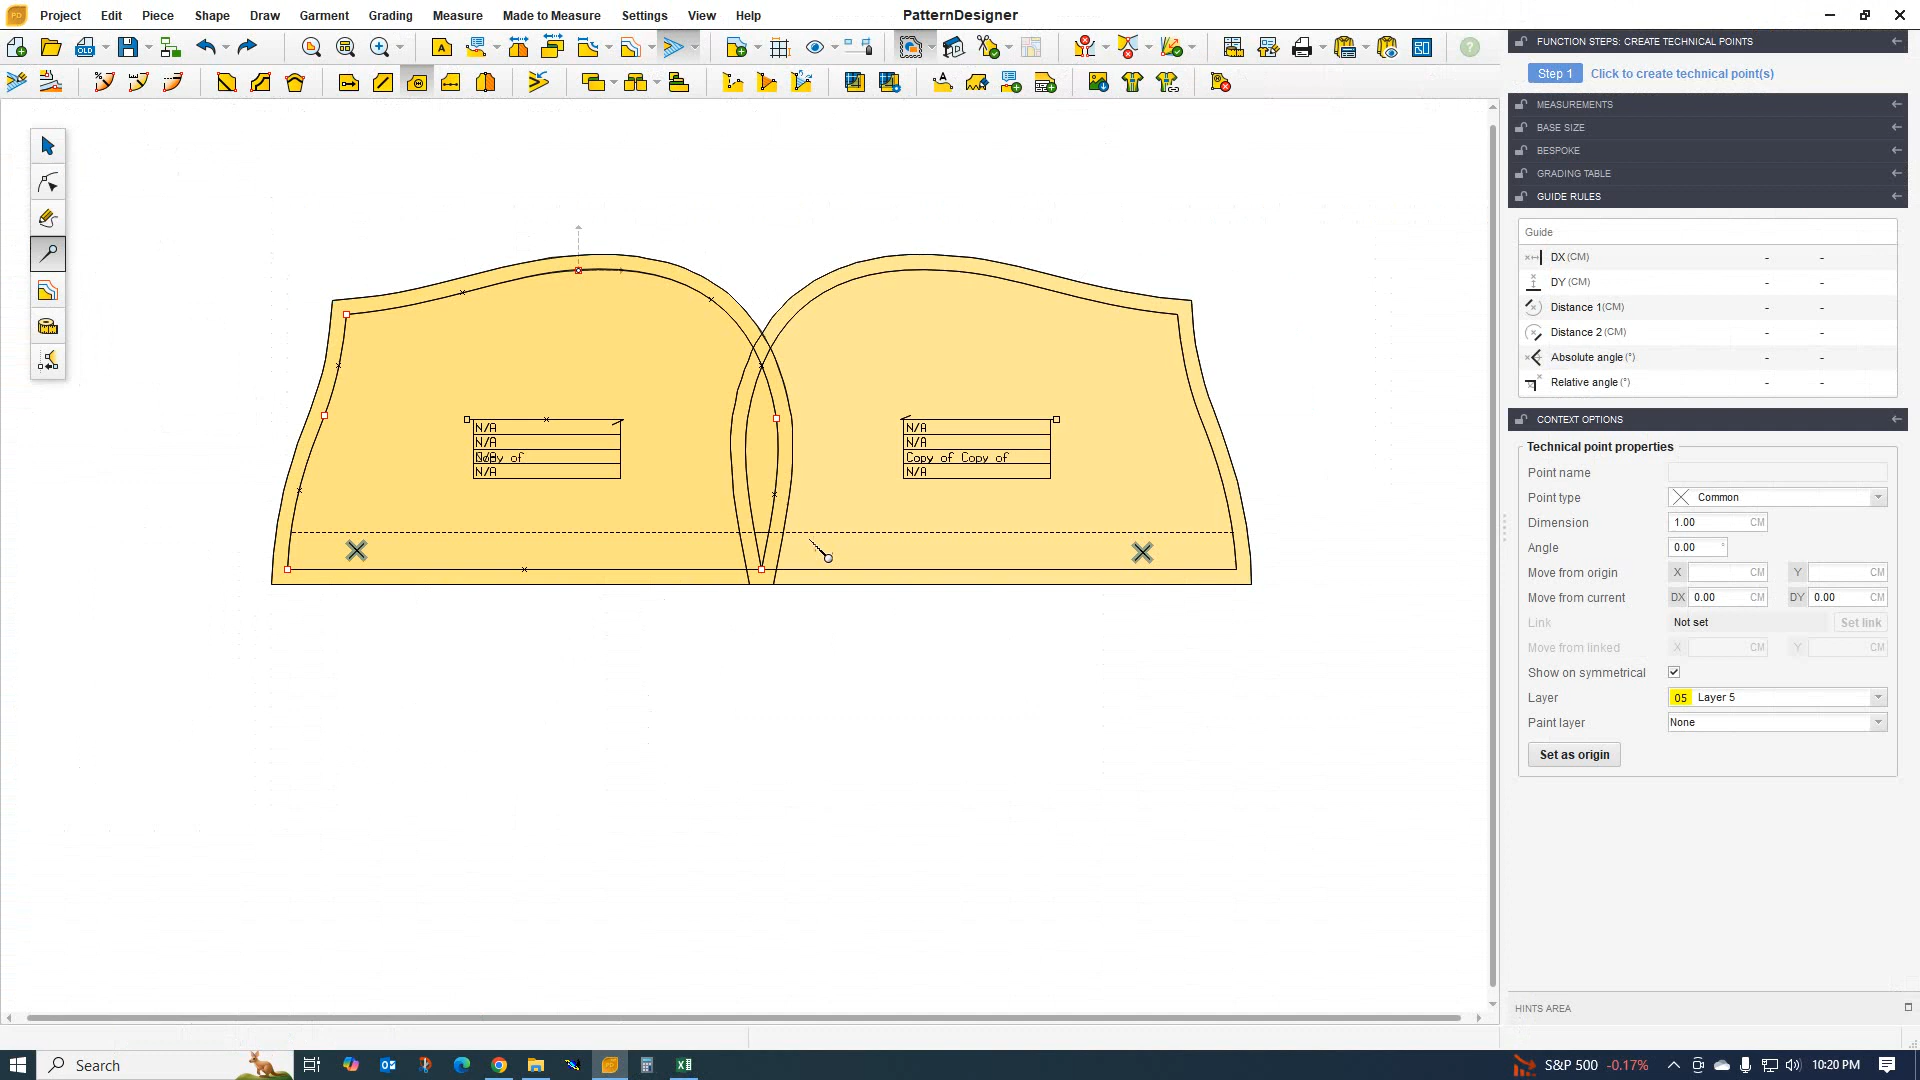 Project Edit Piece Shape Draw Garment Grading Measure Made to Measure Settings View Help PatternDesigner
FUNCTION STEPS: CREATE TECHNICAL POINTS
Step 1 Click to create technical point(s)
MEASUREMENTS
BASE SIZE
BESPOKE
GRADING TABLE
GUIDE RULES
Guide
DX (CM) - -
DY (CM) - -
Distance 1(CM) - -
Distance 2 (CM) - -
Absolute angle (°) - -
Relative angle (°) - -
CONTEXT OPTIONS
Technical point properties
Point name
Point type Common
Dimension 1.00 CM
Angle 0.00 °
Move from origin X CM Y CM
Move from current DX 0.00 CM DY 0.00 CM
Link Not set Set link
Move from linked X CM Y CM
Show on symmetrical
Layer 05 Layer 5
Paint layer None
Set as origin
HINTS AREA
N/A
N/A
Copy of
N/A
N/A
N/A
Copy of Copy of
N/A
Search
S&P 500 -0.17% 10:20 PM